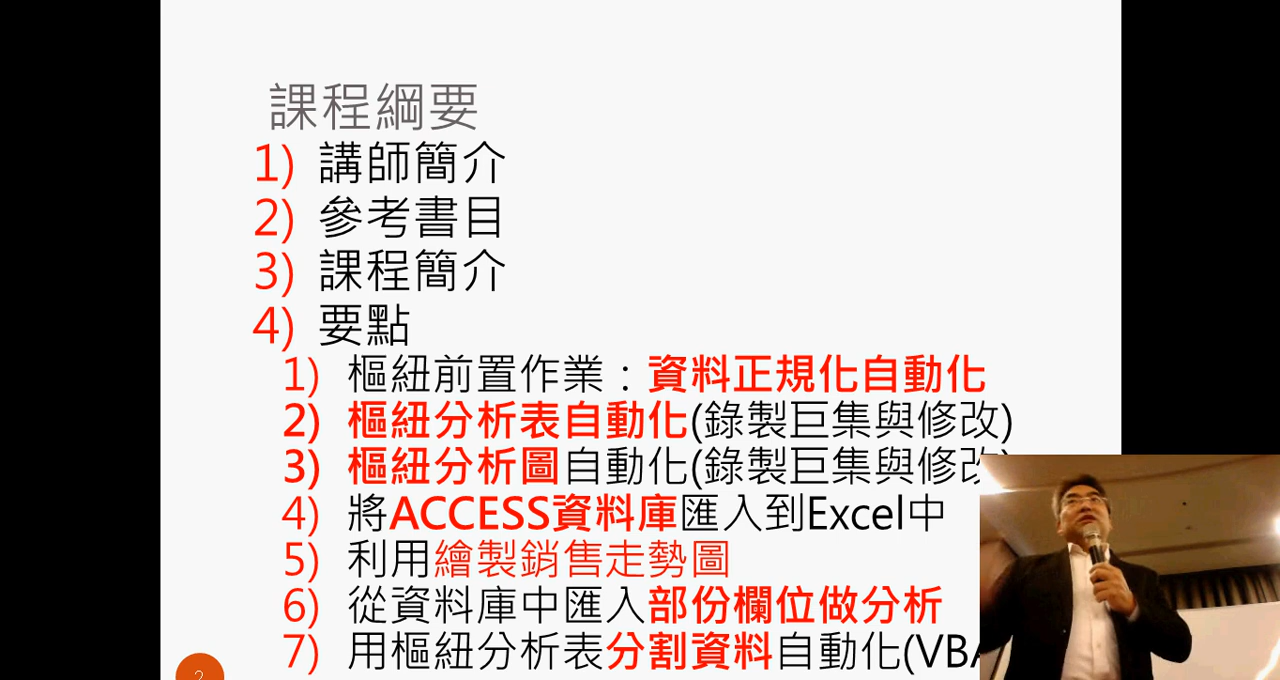 課程綱要
1) 講師簡介
2) 參考書目
3) 課程簡介
4) 要點
1) 樞紐前置作業：資料正規化自動化
2) 樞紐分析表自動化(錄製巨集與修改)
3) 樞紐分析圖自動化(錄製巨集與修改)
4) 將ACCESS資料庫匯入到Excel中
5) 利用繪製銷售走勢圖
6) 從資料庫中匯入部份欄位做分析
7) 用樞紐分析表分割資料自動化(VBA
2